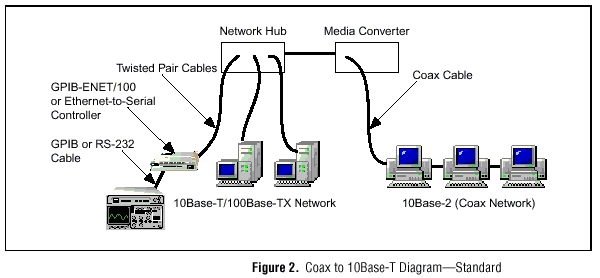 Network Hub
Media Converter
Twisted Pair Cables
Coax Cable
GPIB-ENET/100
or Ethernet-to-Serial
Controller
GPIB or RS-232
Cable
10Base-T/100Base-TX Network
10Base-2 (Coax Network)
Figure 2. Coax to 10Base-T Diagram—Standard